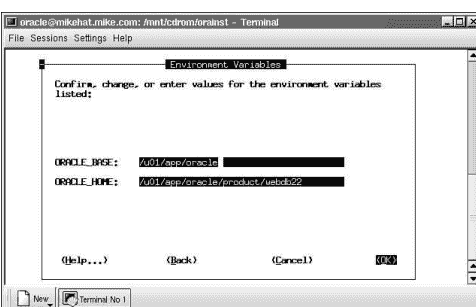 oracle@mikehat.mike.com: /mnt/cdrom/orainst - Terminal
File Sessions Settings Help
Environment Variables
Confirm, change, or enter values for the environment variables
listed:
ORACLE_BASE: /u01/app/oracle
ORACLE_HOME: /u01/app/oracle/product/webdb22
(Help...) (Back) (Cancel) (OK)
New Terminal No 1